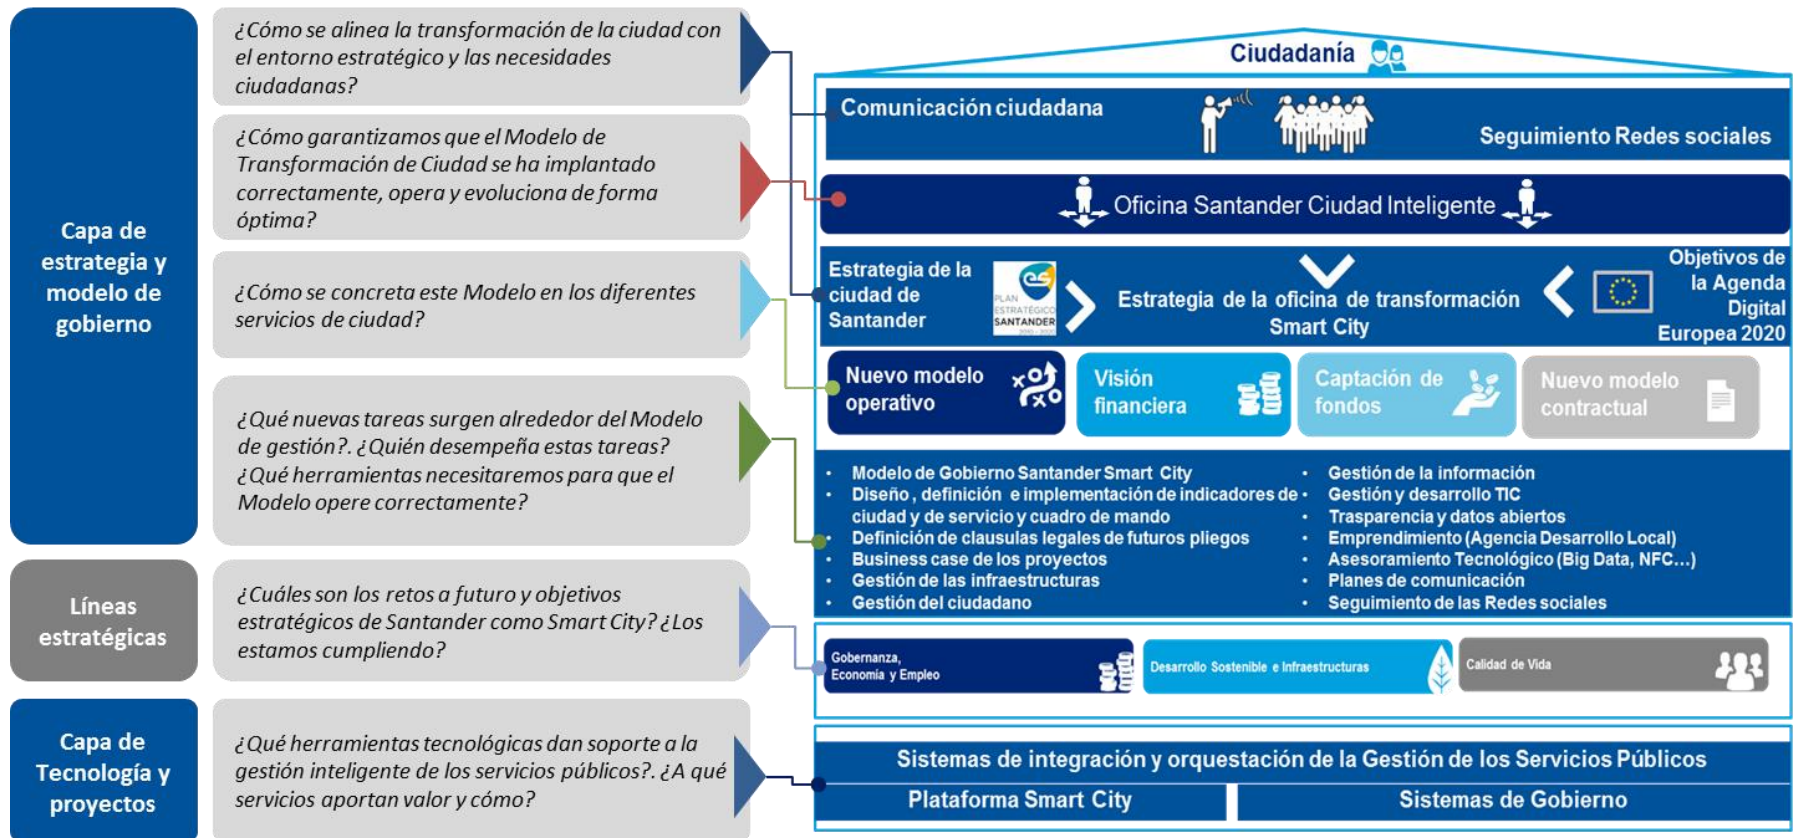 Capa de
estrategia y
modelo de
gobierno
¿Cómo se alinea la transformación de la ciudad con
el entorno estratégico y las necesidades
ciudadanas?
¿Cómo garantizamos que el Modelo de
Transformación de Ciudad se ha implantado
correctamente, opera y evoluciona de forma
óptima?
¿Cómo se concreta este Modelo en los diferentes
servicios de ciudad?
¿Qué nuevas tareas surgen alrededor del Modelo
de gestión?. ¿Quién desempeña estas tareas?
¿Qué herramientas necesitaremos para que el
Modelo opere correctamente?
Líneas
estratégicas
¿Cuáles son los retos a futuro y objetivos
estratégicos de Santander como Smart City? ¿Los
estamos cumpliendo?
Capa de
Tecnología y
proyectos
¿Qué herramientas tecnológicas dan soporte a la
gestión inteligente de los servicios públicos?. ¿A qué
servicios aportan valor y cómo?
Ciudadanía
Comunicación ciudadana
Seguimiento Redes sociales
Oficina Santander Ciudad Inteligente
Estrategia de la
ciudad de
Santander
es
PLAN
ESTRATÉGICO
SANTANDER
2010 - 2020
Estrategia de la oficina de transformación
Smart City
Objetivos de
la Agenda
Digital
Europea 2020
Nuevo modelo
operativo
Visión
financiera
Captación de
fondos
Nuevo modelo
contractual
• Modelo de Gobierno Santander Smart City
• Diseño , definición e implementación de indicadores de
ciudad y de servicio y cuadro de mando
• Definición de clausulas legales de futuros pliegos
• Business case de los proyectos
• Gestión de las infraestructuras
• Gestión del ciudadano
• Gestión de la información
• Gestión y desarrollo TIC
• Trasparencia y datos abiertos
• Emprendimiento (Agencia Desarrollo Local)
• Asesoramiento Tecnológico (Big Data, NFC...)
• Planes de comunicación
• Seguimiento de las Redes sociales
Gobernanza,
Economía y Empleo
Desarrollo Sostenible e Infraestructuras
Calidad de Vida
Sistemas de integración y orquestación de la Gestión de los Servicios Públicos
Plataforma Smart City
Sistemas de Gobierno